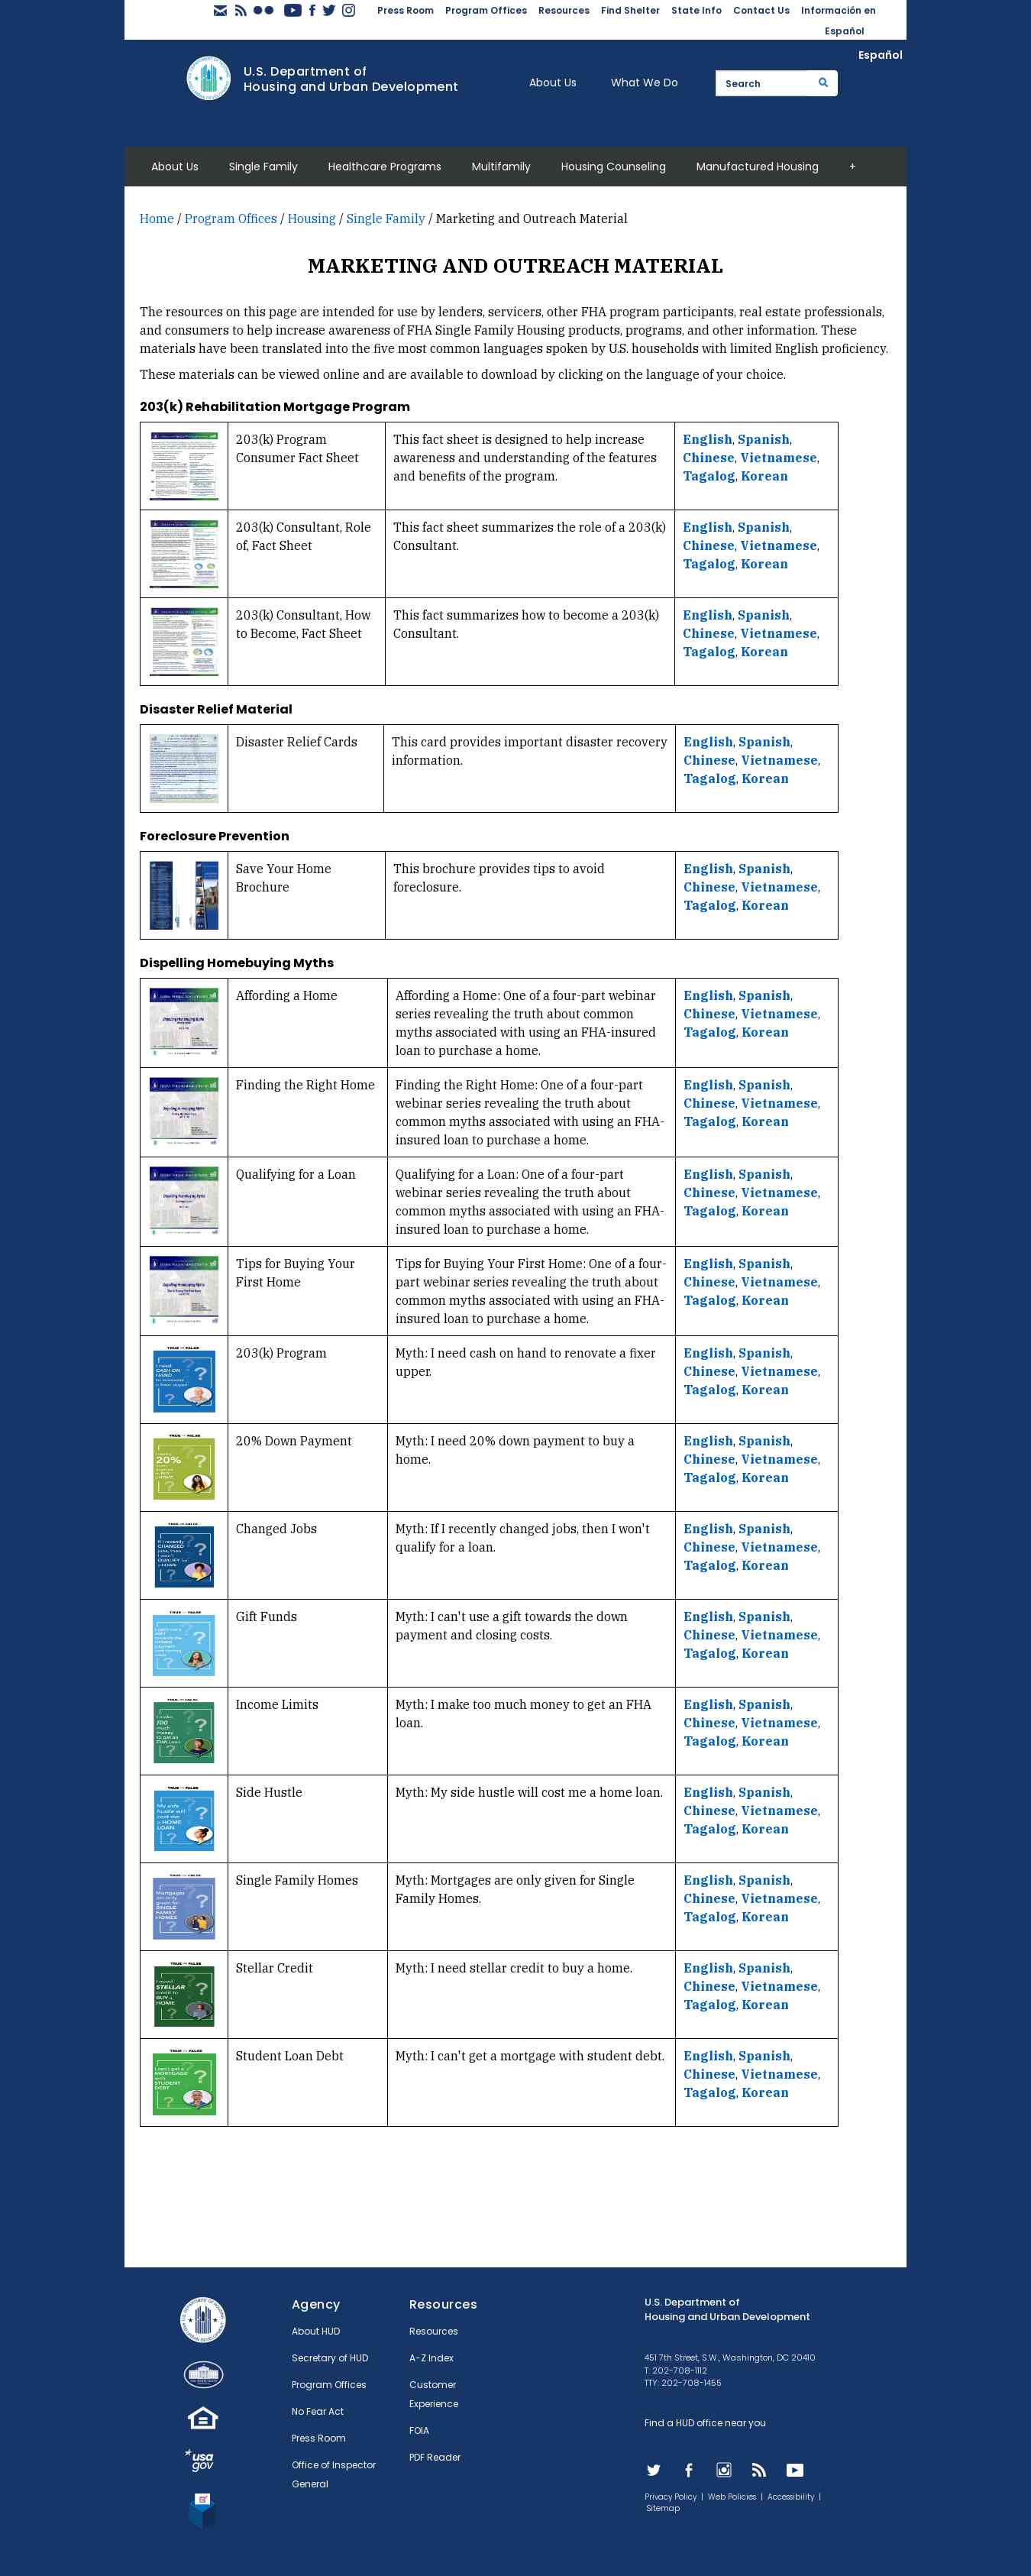 Press Room Program Offices Resources Find Shelter State Info Contact Us Información en
Español
Español
U.S. Department of
Housing and Urban Development
About Us What We Do Search
About Us Single Family Healthcare Programs Multifamily Housing Counseling Manufactured Housing +
Home / Program Offices / Housing / Single Family / Marketing and Outreach Material
MARKETING AND OUTREACH MATERIAL
The resources on this page are intended for use by lenders, servicers, other FHA program participants, real estate professionals,
and consumers to help increase awareness of FHA Single Family Housing products, programs, and other information. These
materials have been translated into the five most common languages spoken by U.S. households with limited English proficiency.
These materials can be viewed online and are available to download by clicking on the language of your choice.
203(k) Rehabilitation Mortgage Program
203(k) Program
Consumer Fact Sheet
This fact sheet is designed to help increase
awareness and understanding of the features
and benefits of the program.
English, Spanish,
Chinese, Vietnamese,
Tagalog, Korean
203(k) Consultant, Role
of, Fact Sheet
This fact sheet summarizes the role of a 203(k)
Consultant.
English, Spanish,
Chinese, Vietnamese,
Tagalog, Korean
203(k) Consultant, How
to Become, Fact Sheet
This fact summarizes how to become a 203(k)
Consultant.
English, Spanish,
Chinese, Vietnamese,
Tagalog, Korean
Disaster Relief Material
Disaster Relief Cards
This card provides important disaster recovery
information.
English, Spanish,
Chinese, Vietnamese,
Tagalog, Korean
Foreclosure Prevention
Save Your Home
Brochure
This brochure provides tips to avoid
foreclosure.
English, Spanish,
Chinese, Vietnamese,
Tagalog, Korean
Dispelling Homebuying Myths
Affording a Home
Affording a Home: One of a four-part webinar
series revealing the truth about common
myths associated with using an FHA-insured
loan to purchase a home.
English, Spanish,
Chinese, Vietnamese,
Tagalog, Korean
Finding the Right Home
Finding the Right Home: One of a four-part
webinar series revealing the truth about
common myths associated with using an FHA-
insured loan to purchase a home.
English, Spanish,
Chinese, Vietnamese,
Tagalog, Korean
Qualifying for a Loan
Qualifying for a Loan: One of a four-part
webinar series revealing the truth about
common myths associated with using an FHA-
insured loan to purchase a home.
English, Spanish,
Chinese, Vietnamese,
Tagalog, Korean
Tips for Buying Your
First Home
Tips for Buying Your First Home: One of a four-
part webinar series revealing the truth about
common myths associated with using an FHA-
insured loan to purchase a home.
English, Spanish,
Chinese, Vietnamese,
Tagalog, Korean
203(k) Program
Myth: I need cash on hand to renovate a fixer
upper.
English, Spanish,
Chinese, Vietnamese,
Tagalog, Korean
20% Down Payment
Myth: I need 20% down payment to buy a
home.
English, Spanish,
Chinese, Vietnamese,
Tagalog, Korean
Changed Jobs
Myth: If I recently changed jobs, then I won't
qualify for a loan.
English, Spanish,
Chinese, Vietnamese,
Tagalog, Korean
Gift Funds
Myth: I can't use a gift towards the down
payment and closing costs.
English, Spanish,
Chinese, Vietnamese,
Tagalog, Korean
Income Limits
Myth: I make too much money to get an FHA
loan.
English, Spanish,
Chinese, Vietnamese,
Tagalog, Korean
Side Hustle
Myth: My side hustle will cost me a home loan.
English, Spanish,
Chinese, Vietnamese,
Tagalog, Korean
Single Family Homes
Myth: Mortgages are only given for Single
Family Homes.
English, Spanish,
Chinese, Vietnamese,
Tagalog, Korean
Stellar Credit
Myth: I need stellar credit to buy a home.
English, Spanish,
Chinese, Vietnamese,
Tagalog, Korean
Student Loan Debt
Myth: I can't get a mortgage with student debt.
English, Spanish,
Chinese, Vietnamese,
Tagalog, Korean
usa
gov
Agency
About HUD
Secretary of HUD
Program Offices
No Fear Act
Press Room
Office of Inspector
General
Resources
Resources
A-Z Index
Customer
Experience
FOIA
PDF Reader
U.S. Department of
Housing and Urban Development
451 7th Street, S.W., Washington, DC 20410
T: 202-708-1112
TTY: 202-708-1455
Find a HUD office near you
Privacy Policy | Web Policies | Accessibility |
Sitemap